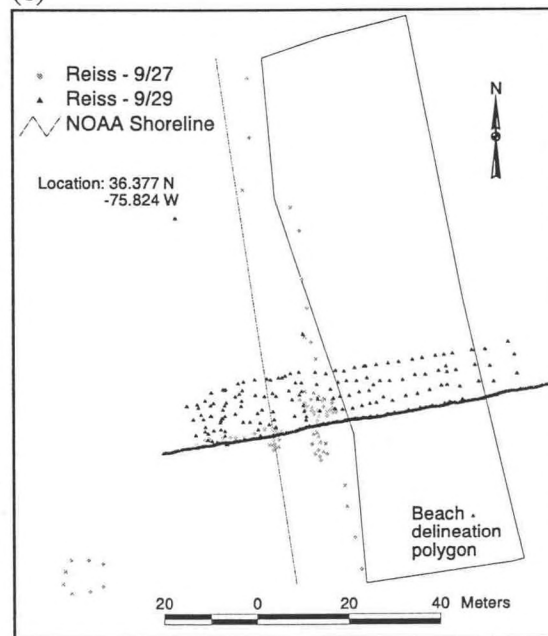 Reiss - 9/27
Reiss - 9/29
NOAA Shoreline
N
Location: 36.377 N
-75.824 W
Beach
delineation
polygon
20 0 20 40 Meters